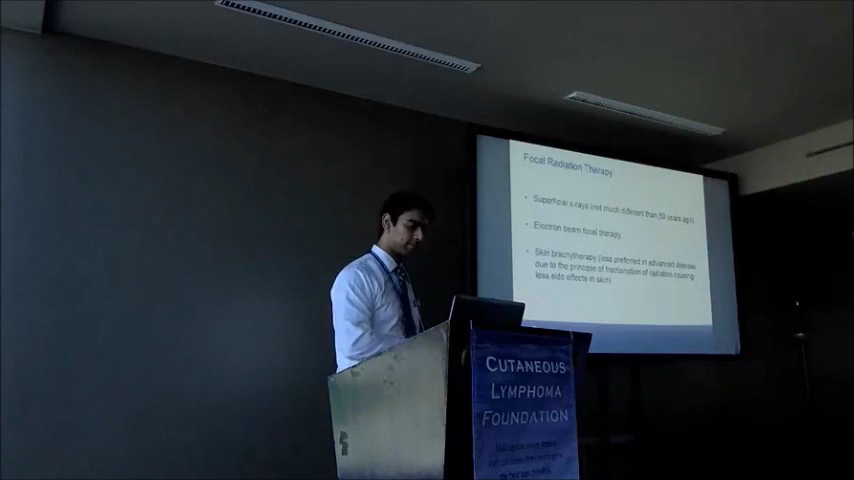 Focal Radiation Therapy
• Superficial x-rays (not much different than 50 years ago)
• Electron beam focal therapy
• Skin brachytherapy (less preferred in advanced disease
due to the principle of fractionation of radiation causing
less side effects in skin)
CUTANEOUS
LYMPHOMA
FOUNDATION